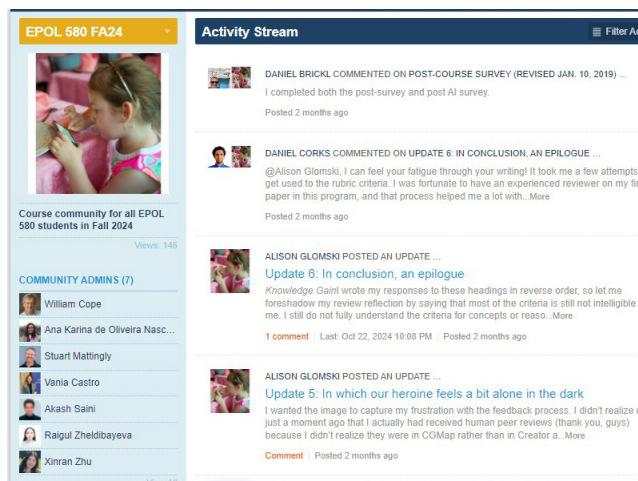 EPOL 580 FA24
Course community for all EPOL
580 students in Fall 2024
Views: 146
COMMUNITY ADMINS (7)
William Cope
Ana Karina de Oliveira Nasc...
Stuart Mattingly
Vania Castro
Akash Saini
Raigul Zheldibayeva
Xinran Zhu
Activity Stream
Filter Ac
DANIEL BRICKL COMMENTED ON POST-COURSE SURVEY (REVISED JAN. 10, 2019) ...
I completed both the post-survey and post AI survey.
Posted 2 months ago
DANIEL CORKS COMMENTED ON UPDATE 6: IN CONCLUSION, AN EPILOGUE ...
@Alison Glomski, I can feel your fatigue through your writing! It took me a few attempts
get used to the rubric criteria. I was fortunate to have an experienced reviewer on my fir
paper in this program, and that process helped me a lot with...More
Posted 2 months ago
ALISON GLOMSKI POSTED AN UPDATE ...
Update 6: In conclusion, an epilogue
Knowledge GainI wrote my responses to these headings in reverse order, so let me
foreshadow my review reflection by saying that most of the criteria is still not intelligible
me. I still do not fully understand the criteria for concepts or reaso...More
1 comment Last: Oct 22, 2024 10:08 PM Posted 2 months ago
ALISON GLOMSKI POSTED AN UPDATE ...
Update 5: In which our heroine feels a bit alone in the dark
I wanted the image to capture my frustration with the feedback process. I didn't realize
just a moment ago that I actually had received human peer reviews (thank you, guys)
because I didn't realize they were in CGMap rather than in Creator a...More
Comment Posted 2 months ago